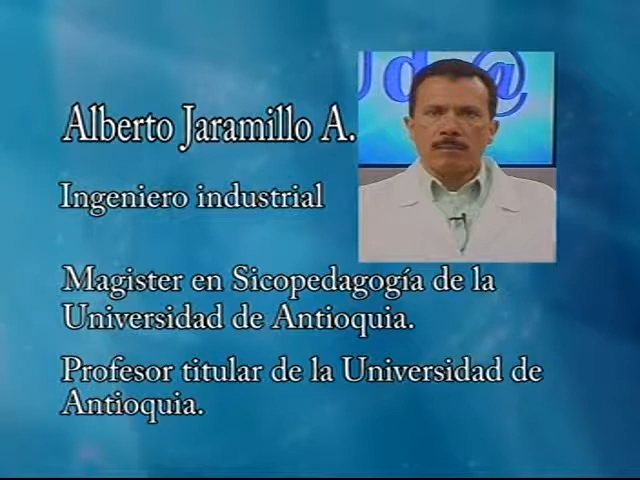 Ud@
Alberto Jaramillo A.
Ingeniero industrial
Magister en Sicopedagogía de la
Universidad de Antioquia.
Profesor titular de la Universidad de
Antioquia.